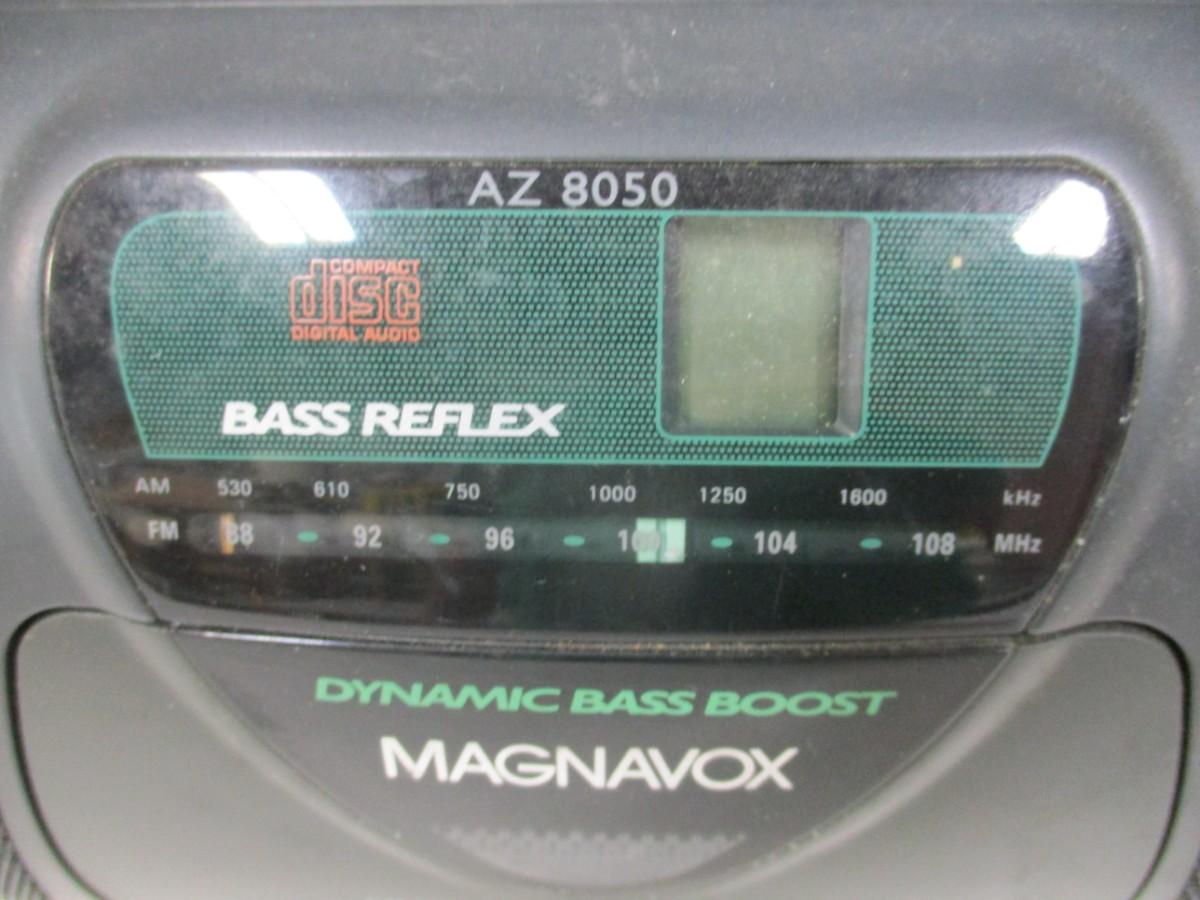 AZ 8050
COMPACT
disc
DIGITAL AUDIO
BASS REFLEX
AM 530 610 750 1000 1250 1600 kHz
FM 88 92 96 100 104 108 MHz
DYNAMIC BASS BOOST
MAGNAVOX